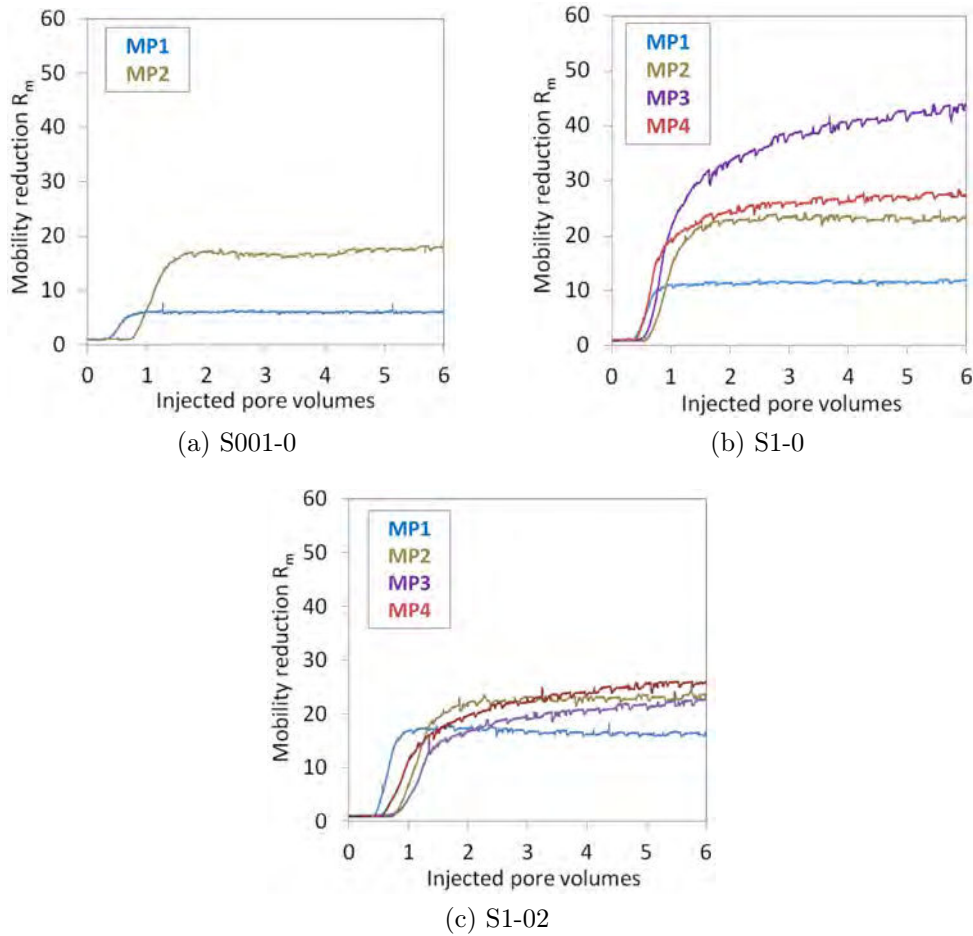 60
50
40
30
20
10
0
Mobility reduction Rm
MP1
MP2
0 1 2 3 4 5 6
Injected pore volumes
(a) S001-0
60
50
40
30
20
10
0
Mobility reduction Rm
MP1
MP2
MP3
MP4
0 1 2 3 4 5 6
Injected pore volumes
(b) S1-0
60
50
40
30
20
10
0
Mobility reduction Rm
MP1
MP2
MP3
MP4
0 1 2 3 4 5 6
Injected pore volumes
(c) S1-02